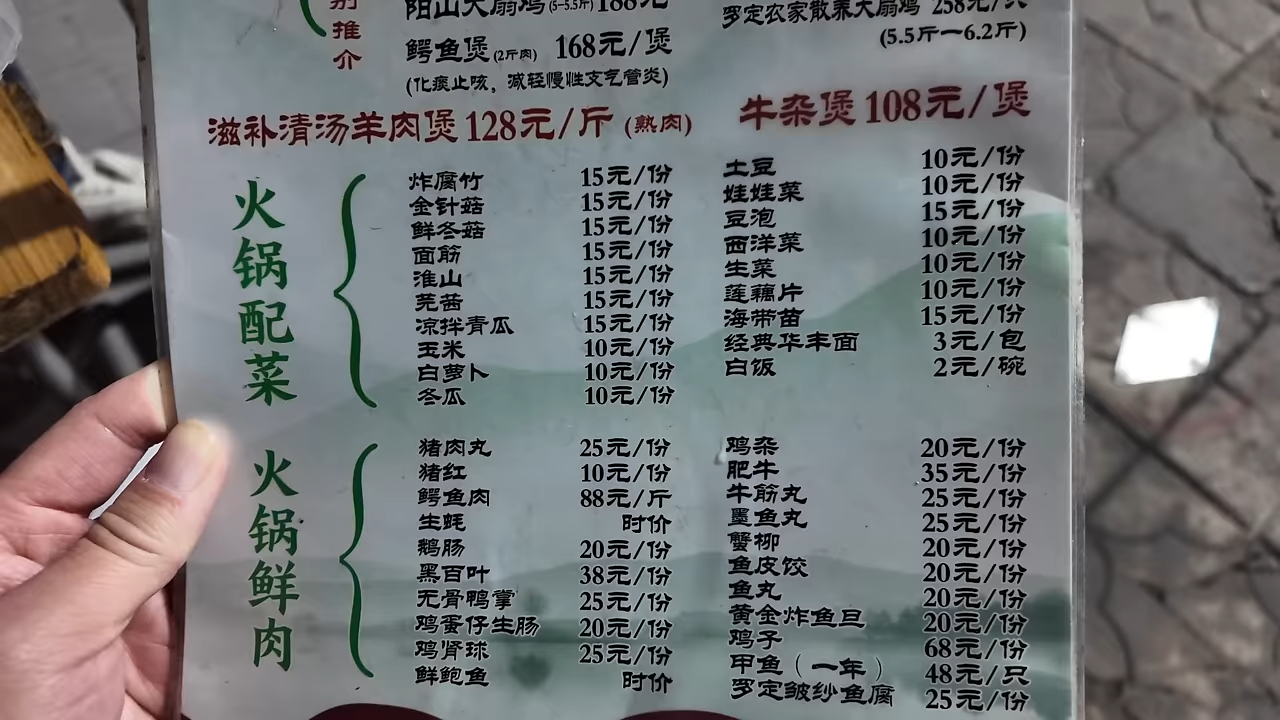 推介
阳山大扇鸡(5-5.5斤)188元
鳄鱼煲(2斤肉) 168元/煲
(化痰止咳，减轻慢性支气管炎)
罗定农家散养大扇鸡 258元/只
(5.5斤—6.2斤)
滋补清汤羊肉煲128元/斤(熟肉)
牛杂煲108元/煲
火锅配菜
炸腐竹 15元/份
金针菇 15元/份
鲜冬菇 15元/份
面筋 15元/份
淮山 15元/份
芫茜 15元/份
凉拌青瓜 15元/份
玉米 10元/份
白萝卜 10元/份
冬瓜 10元/份
土豆 10元/份
娃娃菜 10元/份
豆泡 15元/份
西洋菜 10元/份
生菜 10元/份
莲藕片 10元/份
海带苗 15元/份
经典华丰面 3元/包
白饭 2元/碗
火锅鲜肉
猪肉丸 25元/份
猪红 10元/份
鳄鱼肉 88元/斤
生蚝 时价
鹅肠 20元/份
黑百叶 38元/份
无骨鸭掌 25元/份
鸡蛋仔生肠 20元/份
鸡肾球 25元/份
鲜鲍鱼 时价
鸡杂 20元/份
肥牛 35元/份
牛筋丸 25元/份
墨鱼丸 25元/份
蟹柳 20元/份
鱼皮饺 20元/份
鱼丸 20元/份
黄金炸鱼旦 20元/份
鸡子 68元/份
甲鱼（一年） 48元/只
罗定皱纱鱼腐 25元/份